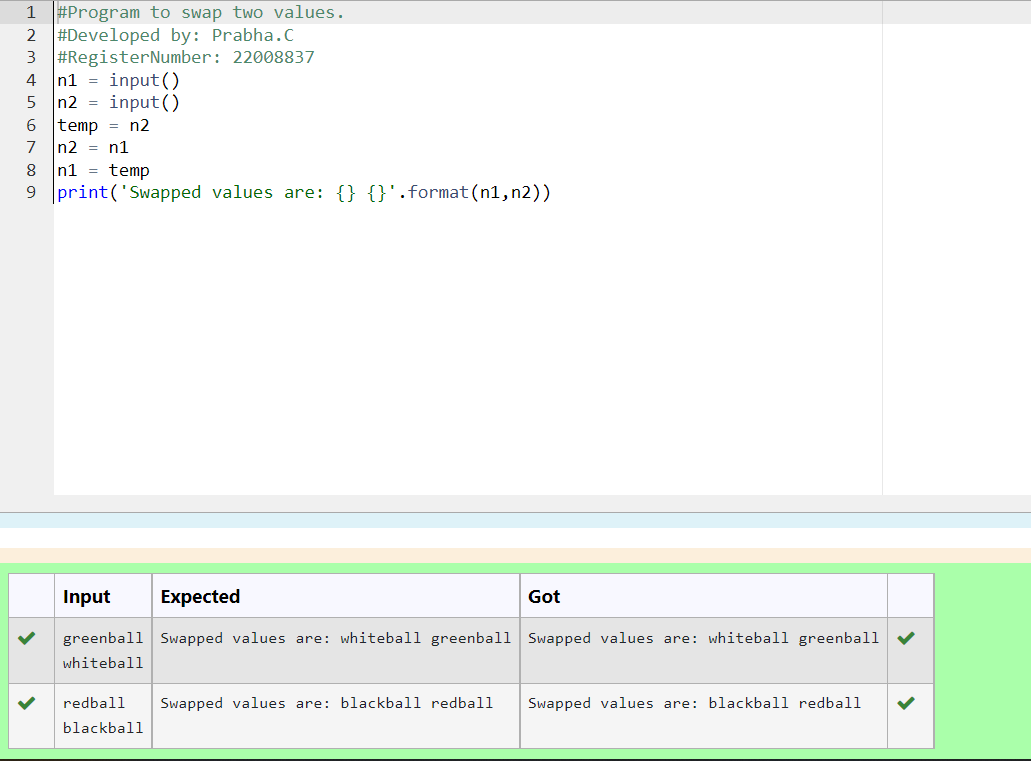 1 #Program to swap two values.
2 #Developed by: Prabha.C
3 #RegisterNumber: 22008837
4 n1 = input()
5 n2 = input()
6 temp = n2
7 n2 = n1
8 n1 = temp
9 print('Swapped values are: {} {}'.format(n1,n2))
Input Expected Got
greenball Swapped values are: whiteball greenball Swapped values are: whiteball greenball
whiteball
redball Swapped values are: blackball redball Swapped values are: blackball redball
blackball